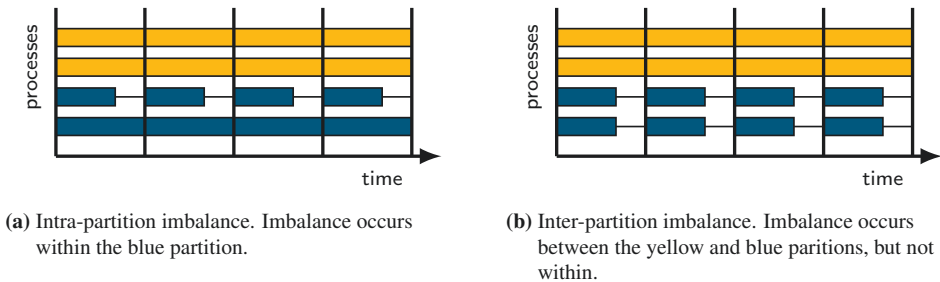 processes
time
(a) Intra-partition imbalance. Imbalance occurs
within the blue partition.
processes
time
(b) Inter-partition imbalance. Imbalance occurs
between the yellow and blue paritions, but not
within.